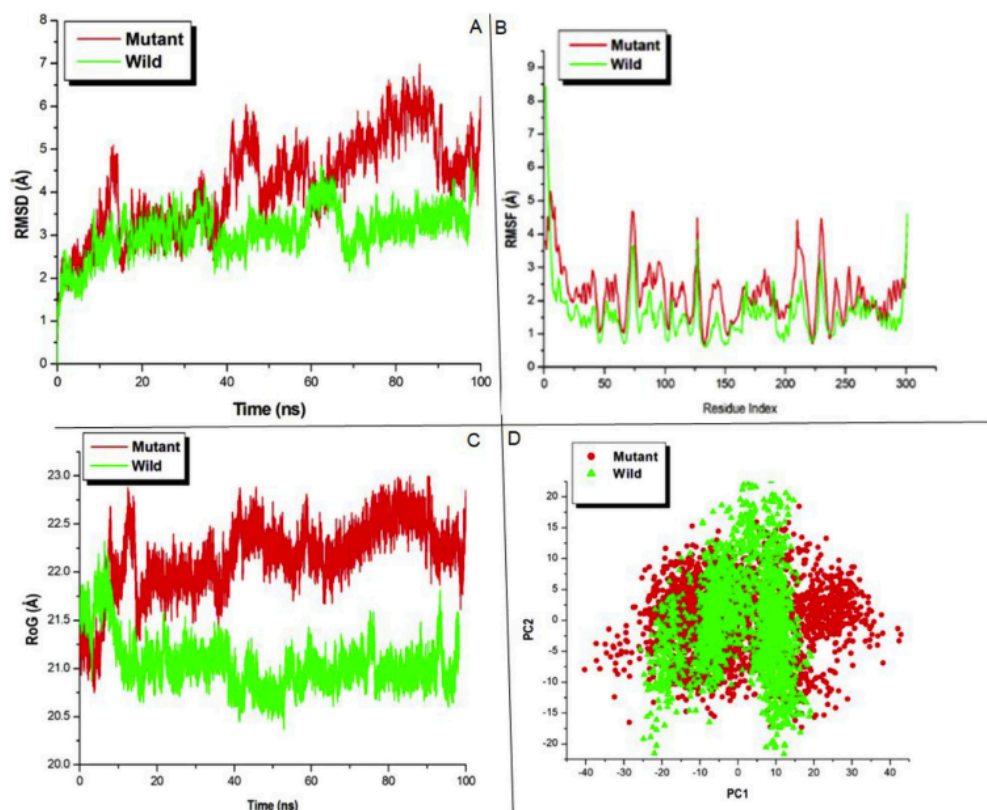 A
Mutant
Wild
RMSD (Å)
8
7
6
5
4
3
2
1
0
0 20 40 60 80 100
Time (ns)
B
Mutant
Wild
RMSF (Å)
9
8
7
6
5
4
3
2
1
0
0 50 100 150 200 250 300
Residue Index
C
Mutant
Wild
RoG (Å)
23.0
22.5
22.0
21.5
21.0
20.5
20.0
0 20 40 60 80 100
Time (ns)
D
Mutant
Wild
PC2
20
15
10
5
0
-5
-10
-15
-20
-40 -30 -20 -10 0 10 20 30 40
PC1